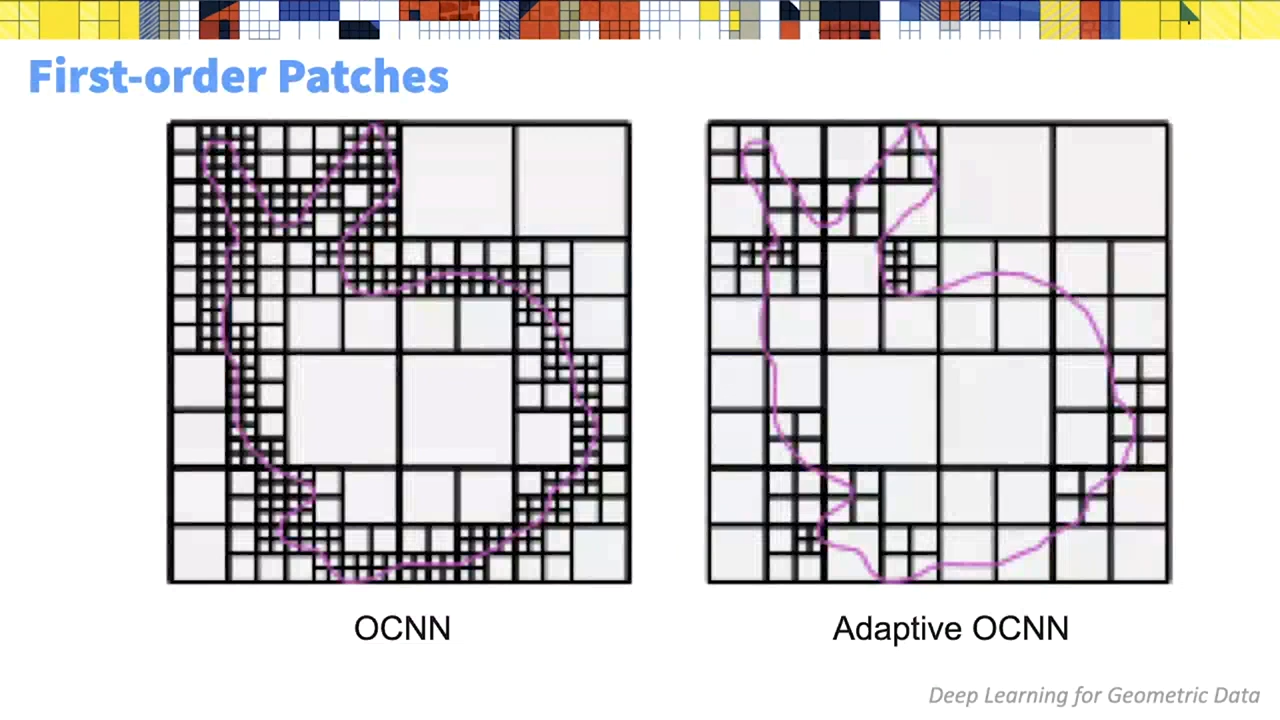 First-order Patches
OCNN
Adaptive OCNN
Deep Learning for Geometric Data